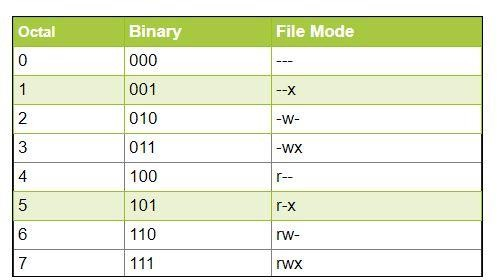 Octal Binary File Mode
0 000 ---
1 001 --x
2 010 -w-
3 011 -wx
4 100 r--
5 101 r-x
6 110 rw-
7 111 rwx